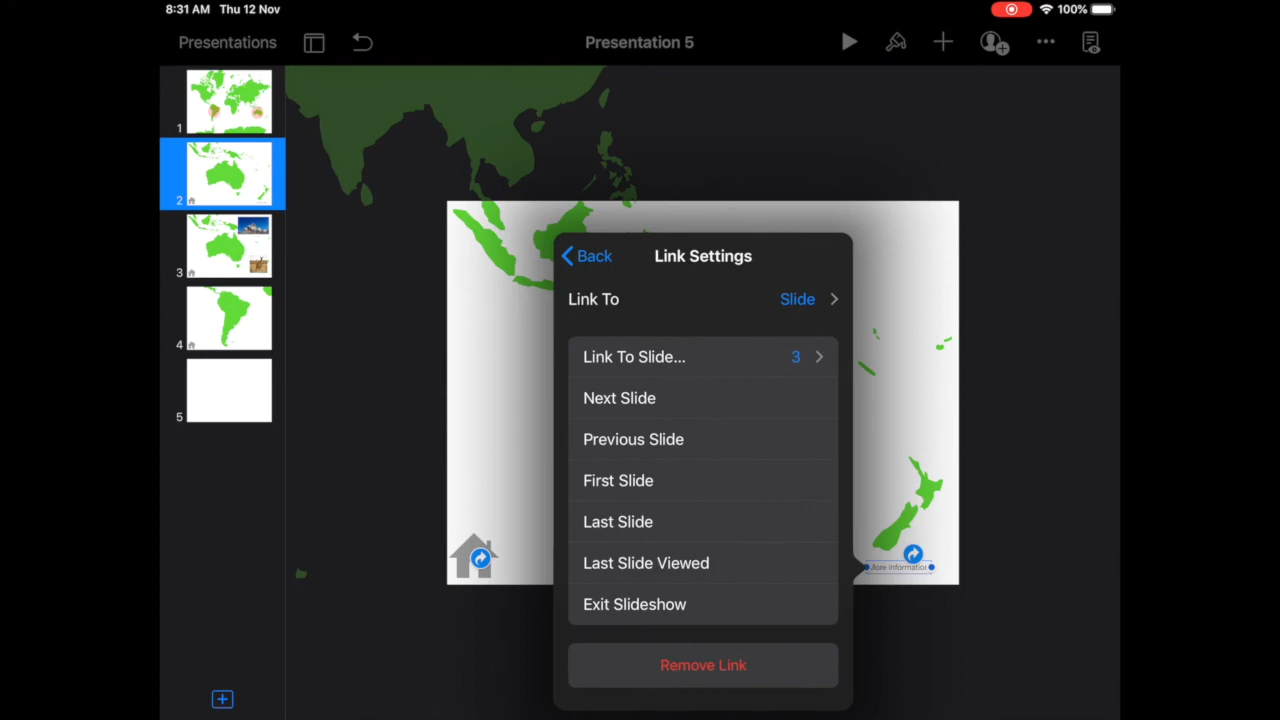 8:31 AM Thu 12 Nov
100%
Presentations
Presentation 5
1
2
3
4
5
Back
Link Settings
Link To
Slide
Link To Slide...
3
Next Slide
Previous Slide
First Slide
Last Slide
Last Slide Viewed
Exit Slideshow
Remove Link
More information